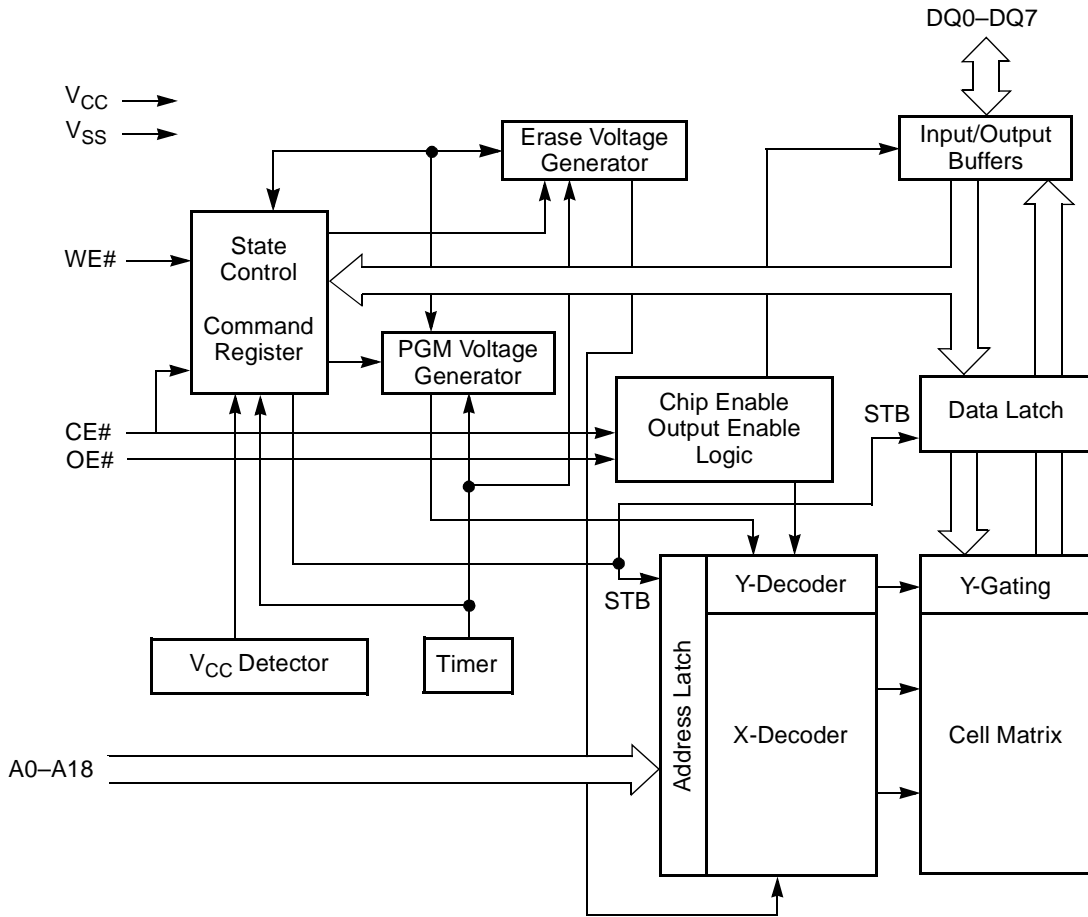 DQ0–DQ7
VCC
VSS
Erase Voltage
Generator
Input/Output
Buffers
WE#
State
Control
Command
Register
PGM Voltage
Generator
CE#
OE#
Chip Enable
Output Enable
Logic
STB
Data Latch
STB
Y-Decoder
Y-Gating
VCC Detector
Timer
Address Latch
X-Decoder
Cell Matrix
A0–A18